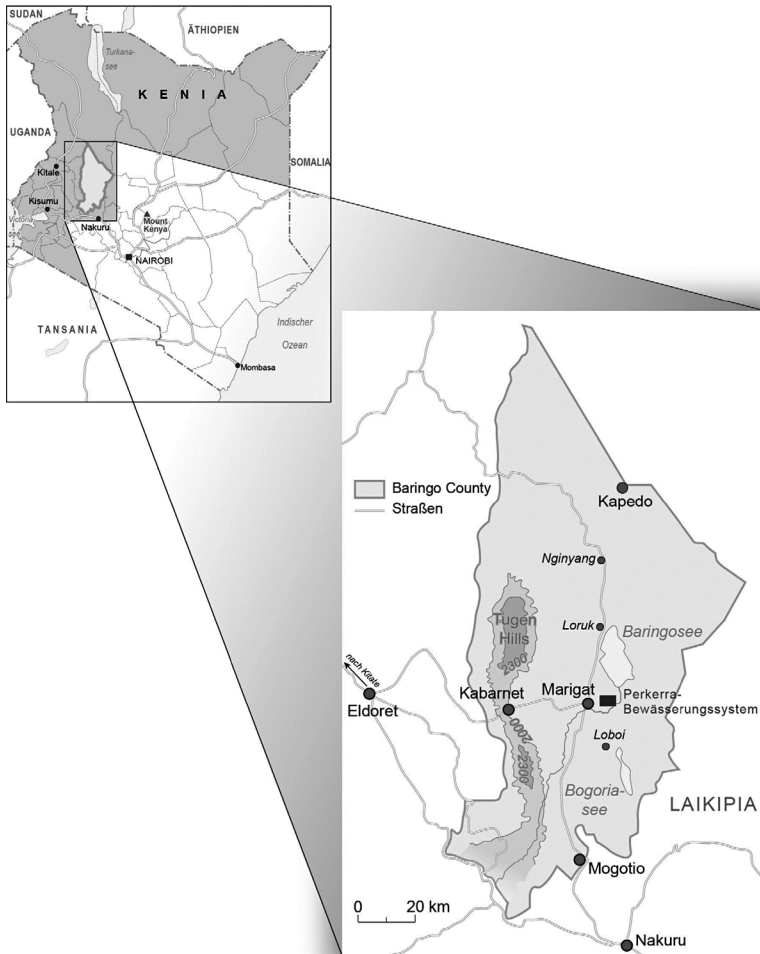 SUDAN
ÄTHIOPIEN
Turkana-
see
KENIA
UGANDA
SOMALIA
Kitale
Kisumu
Victoria-
see
Nakuru
Mount
Kenya
NAIROBI
TANSANIA
Indischer
Ozean
Mombasa
Baringo County
Straßen
Kapedo
Nginyang
Tugen
Hills
2300
Loruk
Baringosee
nach Kitale
Eldoret
Kabarnet
Marigat
Perkerra-
Bewässerungssystem
2000
2300
Loboi
Bogoria-
see
LAIKIPIA
Mogotio
0 20 km
Nakuru